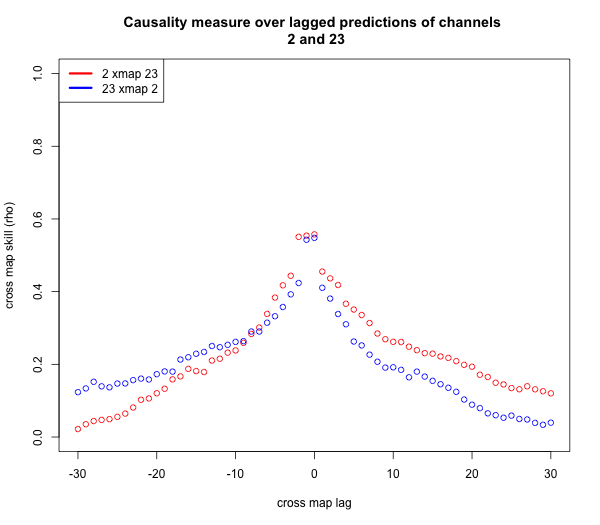 Causality measure over lagged predictions of channels
2 and 23
2 xmap 23
23 xmap 2
cross map skill (rho)
1.0
0.8
0.6
0.4
0.2
0.0
-30 -20 -10 0 10 20 30
cross map lag